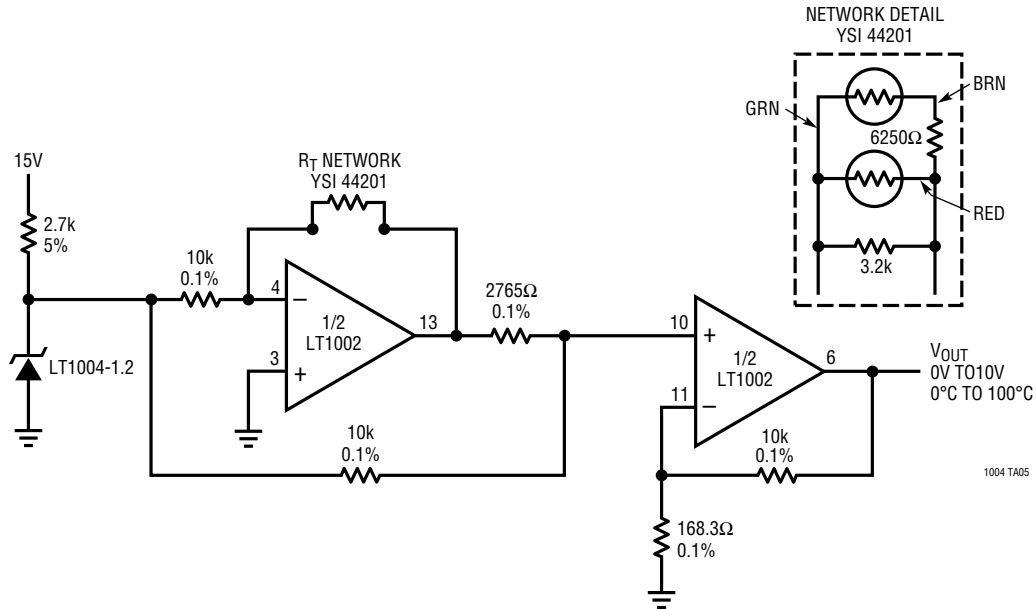 NETWORK DETAIL
YSI 44201
BRN
GRN
6250Ω
RED
3.2k
15V
2.7k
5%
RT NETWORK
YSI 44201
10k
0.1%
4
−
1/2
LT1002
3
+
13
2765Ω
0.1%
LT1004-1.2
10k
0.1%
10
+
1/2
LT1002
11
−
6
VOUT
0V TO10V
0°C TO 100°C
10k
0.1%
168.3Ω
0.1%
1004 TA05